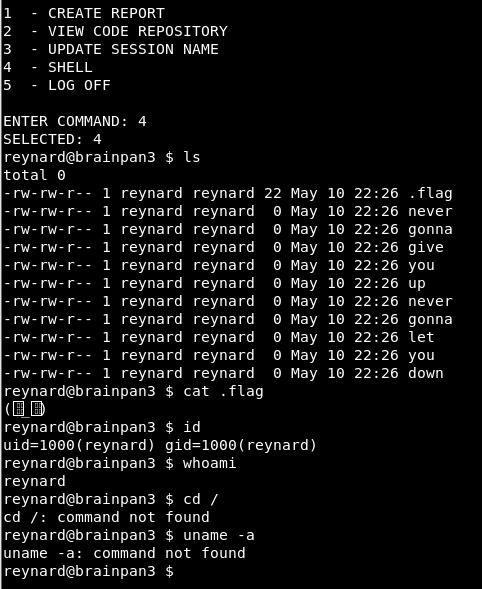 1  - CREATE REPORT
2  - VIEW CODE REPOSITORY
3  - UPDATE SESSION NAME
4  - SHELL
5  - LOG OFF
ENTER COMMAND: 4
SELECTED: 4
reynard@brainpan3 $ ls
total 0
-rw-rw-r-- 1 reynard reynard 22 May 10 22:26 .flag
-rw-rw-r-- 1 reynard reynard  0 May 10 22:26 never
-rw-rw-r-- 1 reynard reynard  0 May 10 22:26 gonna
-rw-rw-r-- 1 reynard reynard  0 May 10 22:26 give
-rw-rw-r-- 1 reynard reynard  0 May 10 22:26 you
-rw-rw-r-- 1 reynard reynard  0 May 10 22:26 up
-rw-rw-r-- 1 reynard reynard  0 May 10 22:26 never
-rw-rw-r-- 1 reynard reynard  0 May 10 22:26 gonna
-rw-rw-r-- 1 reynard reynard  0 May 10 22:26 let
-rw-rw-r-- 1 reynard reynard  0 May 10 22:26 you
-rw-rw-r-- 1 reynard reynard  0 May 10 22:26 down
reynard@brainpan3 $ cat .flag
reynard@brainpan3 $ id
uid=1000(reynard) gid=1000(reynard)
reynard@brainpan3 $ whoami
reynard
reynard@brainpan3 $ cd /
cd /: command not found
reynard@brainpan3 $ uname -a
uname -a: command not found
reynard@brainpan3 $